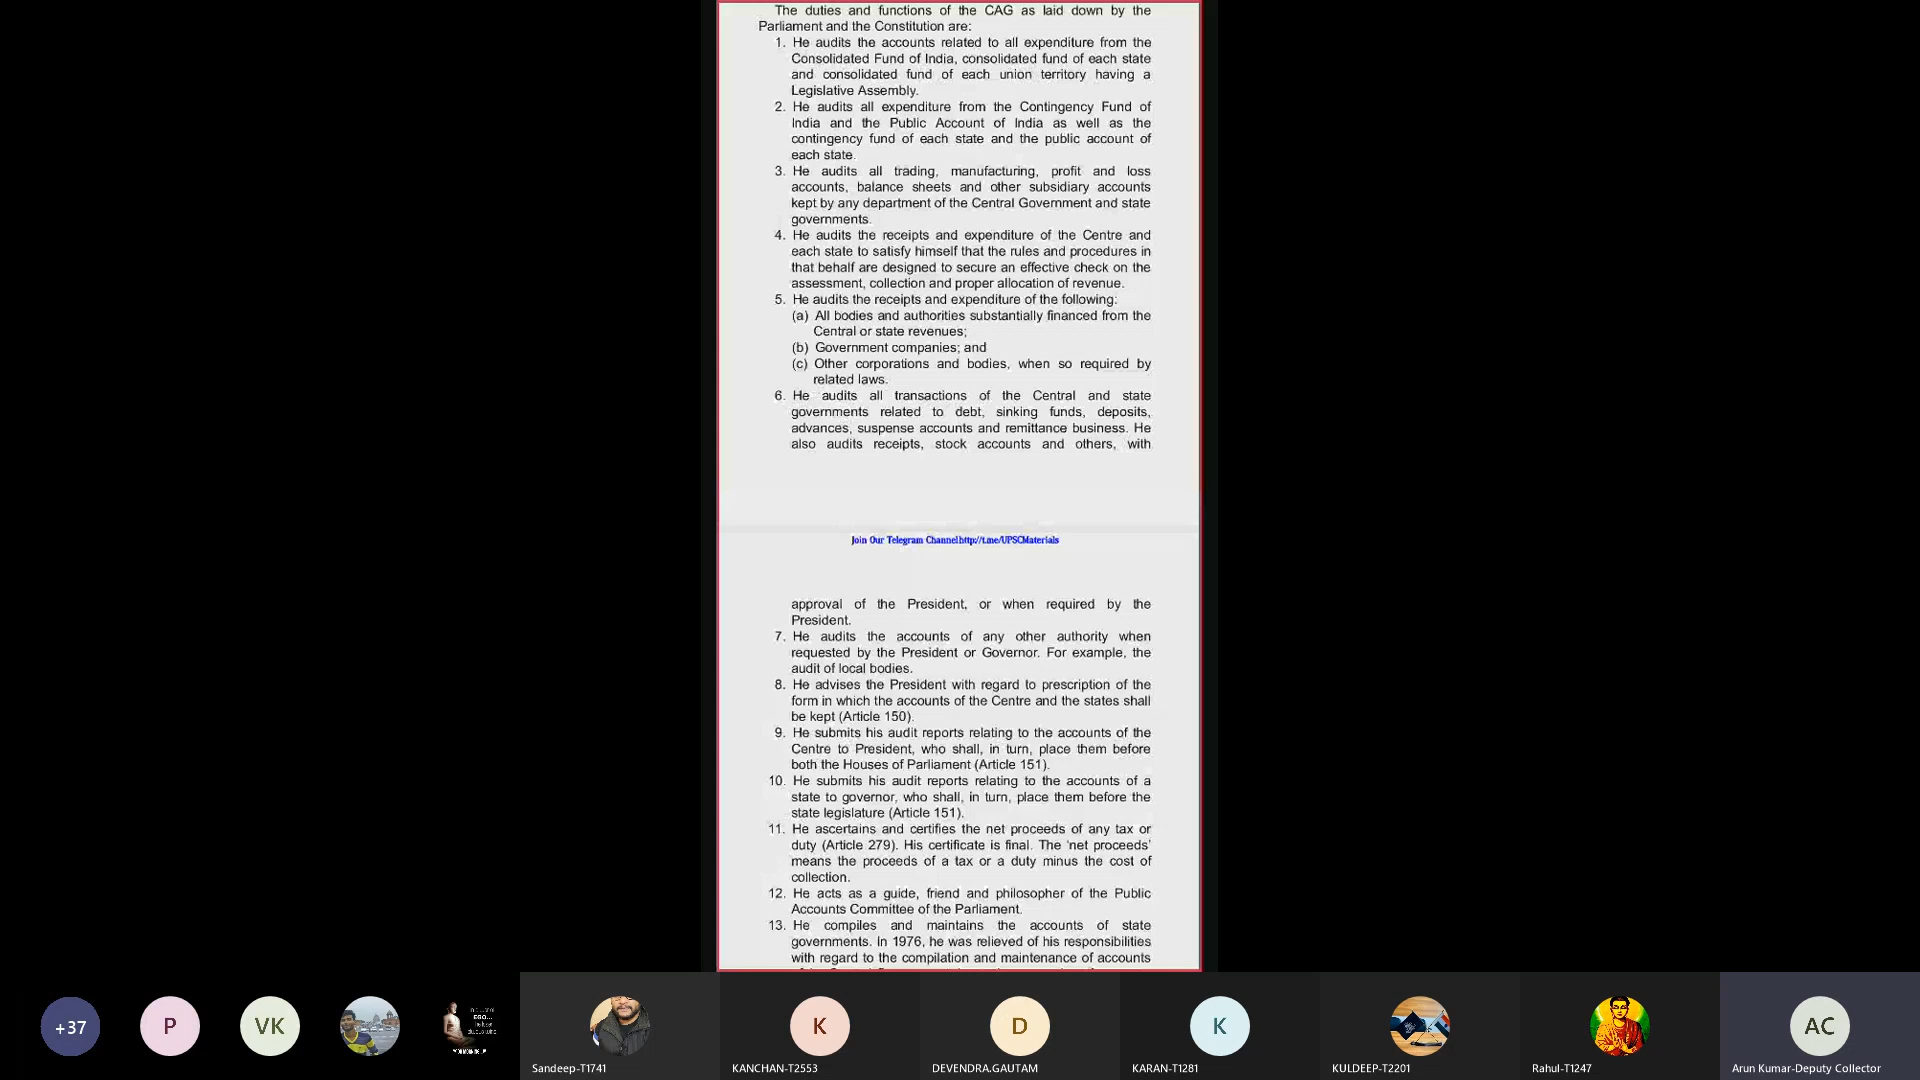 The duties and functions of the CAG as laid down by the
Parliament and the Constitution are:
1. He audits the accounts related to all expenditure from the
Consolidated Fund of India, consolidated fund of each state
and consolidated fund of each union territory having a
Legislative Assembly.
2. He audits all expenditure from the Contingency Fund of
India and the Public Account of India as well as the
contingency fund of each state and the public account of
each state.
3. He audits all trading, manufacturing, profit and loss
accounts, balance sheets and other subsidiary accounts
kept by any department of the Central Government and state
governments.
4. He audits the receipts and expenditure of the Centre and
each state to satisfy himself that the rules and procedures in
that behalf are designed to secure an effective check on the
assessment, collection and proper allocation of revenue.
5. He audits the receipts and expenditure of the following:
(a) All bodies and authorities substantially financed from the
Central or state revenues;
(b) Government companies; and
(c) Other corporations and bodies, when so required by
related laws.
6. He audits all transactions of the Central and state
governments related to debt, sinking funds, deposits,
advances, suspense accounts and remittance business. He
also audits receipts, stock accounts and others, with
Join Our Telegram Channelhttp://t.me/UPSCMaterials
approval of the President, or when required by the
President.
7. He audits the accounts of any other authority when
requested by the President or Governor. For example, the
audit of local bodies.
8. He advises the President with regard to prescription of the
form in which the accounts of the Centre and the states shall
be kept (Article 150).
9. He submits his audit reports relating to the accounts of the
Centre to President, who shall, in turn, place them before
both the Houses of Parliament (Article 151).
10. He submits his audit reports relating to the accounts of a
state to governor, who shall, in turn, place them before the
state legislature (Article 151).
11. He ascertains and certifies the net proceeds of any tax or
duty (Article 279). His certificate is final. The ‘net proceeds’
means the proceeds of a tax or a duty minus the cost of
collection.
12. He acts as a guide, friend and philosopher of the Public
Accounts Committee of the Parliament.
13. He compiles and maintains the accounts of state
governments. In 1976, he was relieved of his responsibilities
with regard to the compilation and maintenance of accounts
+37
P
VK
EGO...
K
D
K
AC
Sandeep-T1741
KANCHAN-T2553
DEVENDRA.GAUTAM
KARAN-T1281
KULDEEP-T2201
Rahul-T1247
Arun Kumar-Deputy Collector